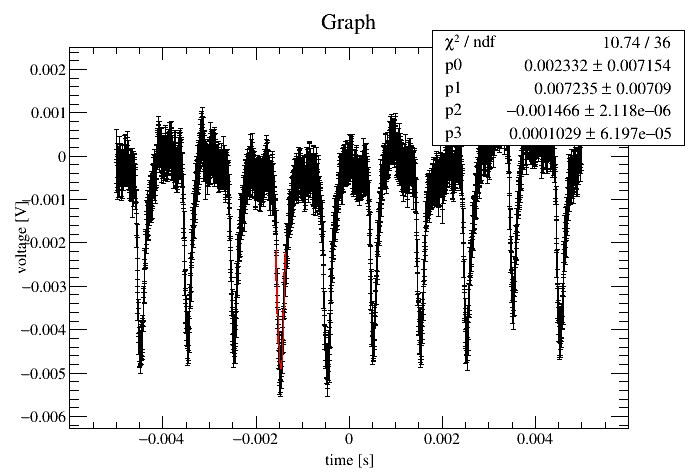 Graph
χ² / ndf 10.74 / 36
p0 0.002332 ± 0.007154
p1 0.007235 ± 0.00709
p2 −0.001466 ± 2.118e−06
p3 0.0001029 ± 6.197e−05
0.002
0.001
0
−0.001
−0.002
−0.003
−0.004
−0.005
−0.006
voltage [V]
−0.004 −0.002 0 0.002 0.004
time [s]